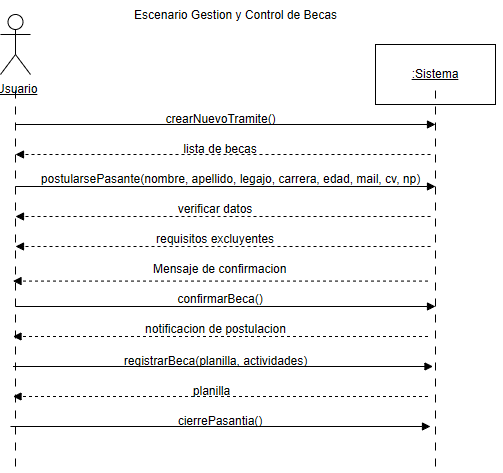 Escenario Gestion y Control de Becas
:Sistema
Usuario
crearNuevoTramite()
lista de becas
postularsePasante(nombre, apellido, legajo, carrera, edad, mail, cv, np)
verificar datos
requisitos excluyentes
Mensaje de confirmacion
confirmarBeca()
notificacion de postulacion
registrarBeca(planilla, actividades)
planilla
cierrePasantia()